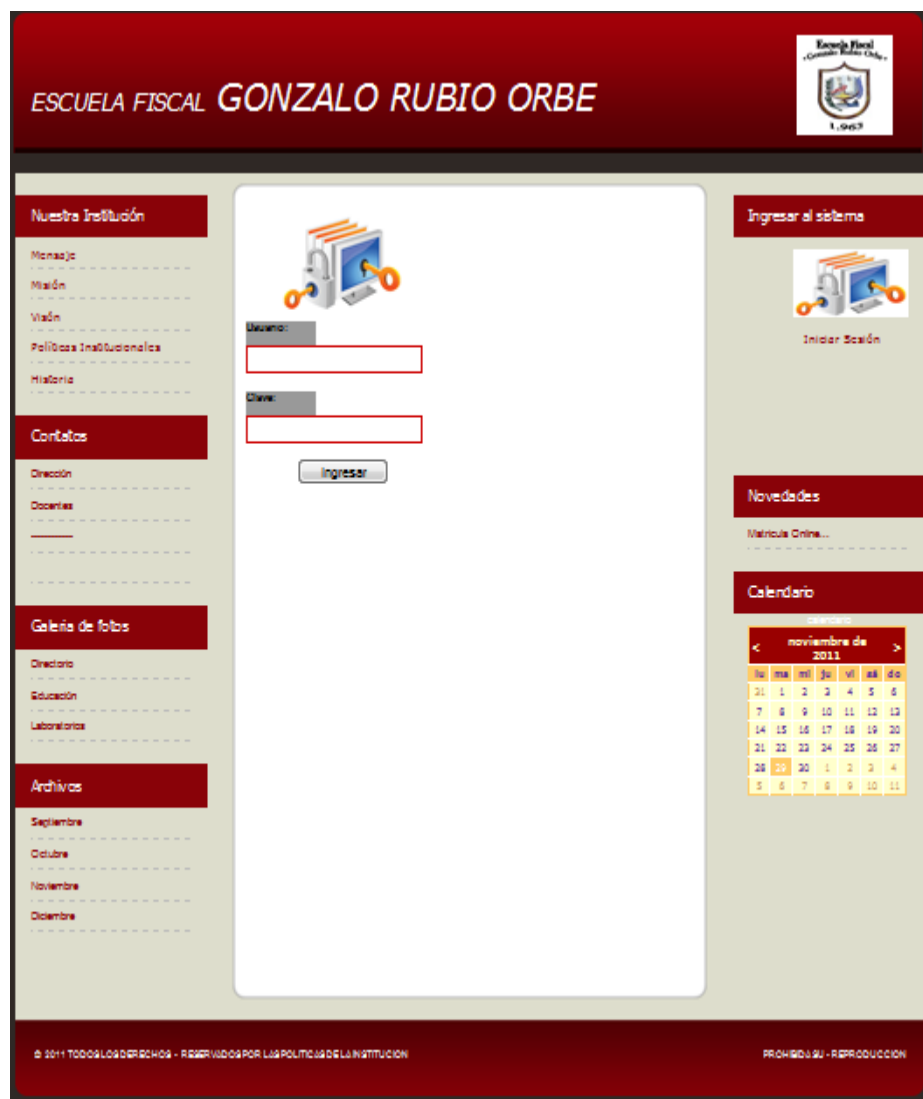 ESCUELA FISCAL GONZALO RUBIO ORBE
Escuela Fiscal
"Gonzalo Rubio Orbe"
1.963
Nuestra Institución
Mensaje
Misión
Visón
Políticas Institucionales
Historia
Contatos
Dirección
Docentes
Galeria de fotos
Directorio
Educación
Laboratorios
Archivos
Septiembre
Octubre
Noviembre
Diciembre
Usuario:
Clave:
Ingresar
Ingresar al sistema
Iniciar Sesión
Novedades
Matricula Online...
Calendario
calendario
< noviembre de 2011 >
lu ma mi ju vi sá do
31 1 2 3 4 5 6
7 8 9 10 11 12 13
14 15 16 17 18 19 20
21 22 23 24 25 26 27
28 29 30 1 2 3 4
5 6 7 8 9 10 11
© 2011 TODOS LOS DERECHOS - RESERVADOS POR LAS POLITICAS DE LA INSTITUCION
PROHIBIDA SU - REPRODUCCION